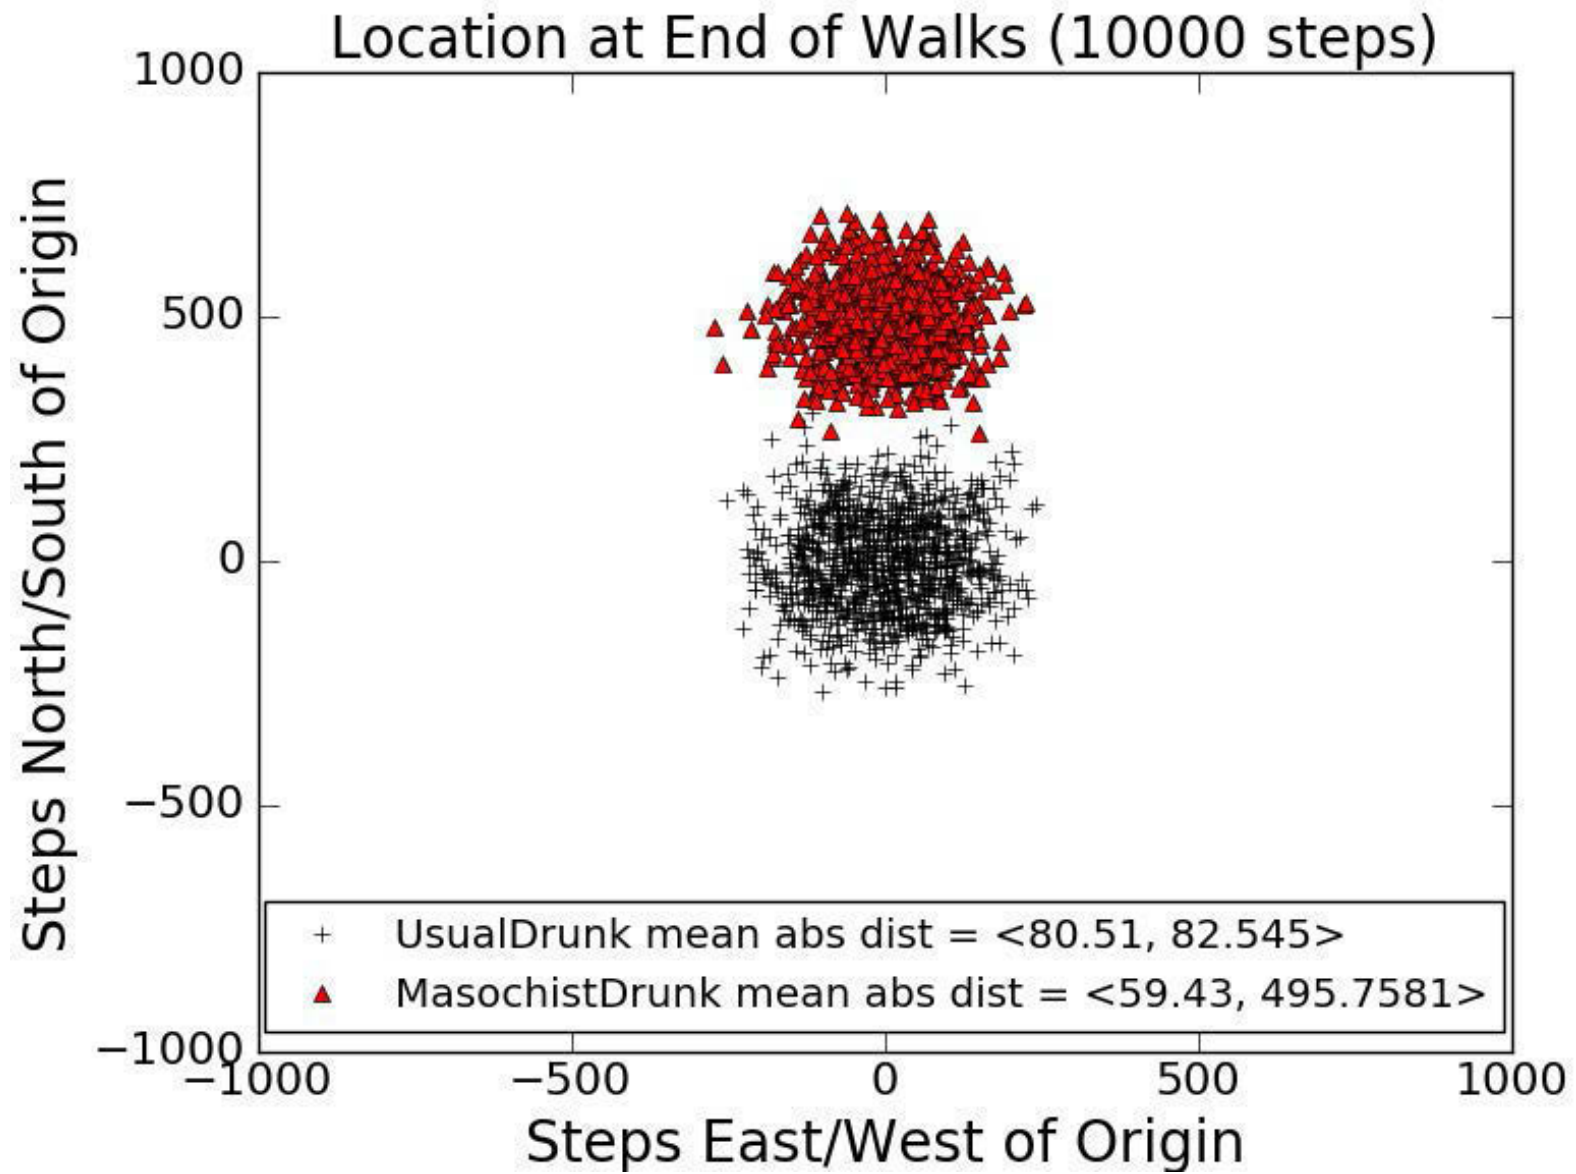 Location at End of Walks (10000 steps)
1000
500
0
−500
−1000
Steps North/South of Origin
UsualDrunk mean abs dist = <80.51, 82.545>
MasochistDrunk mean abs dist = <59.43, 495.7581>
−1000 −500 0 500 1000
Steps East/West of Origin